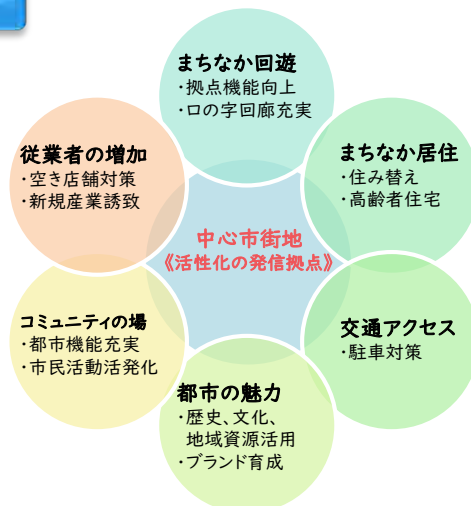 まちなか回遊
・拠点機能向上
・ロの字回廊充実
従業者の増加
・空き店舗対策
・新規産業誘致
まちなか居住
・住み替え
・高齢者住宅
中心市街地
《活性化の発信拠点》
コミュニティの場
・都市機能充実
・市民活動活発化
交通アクセス
・駐車対策
都市の魅力
・歴史、文化、
地域資源活用
・ブランド育成